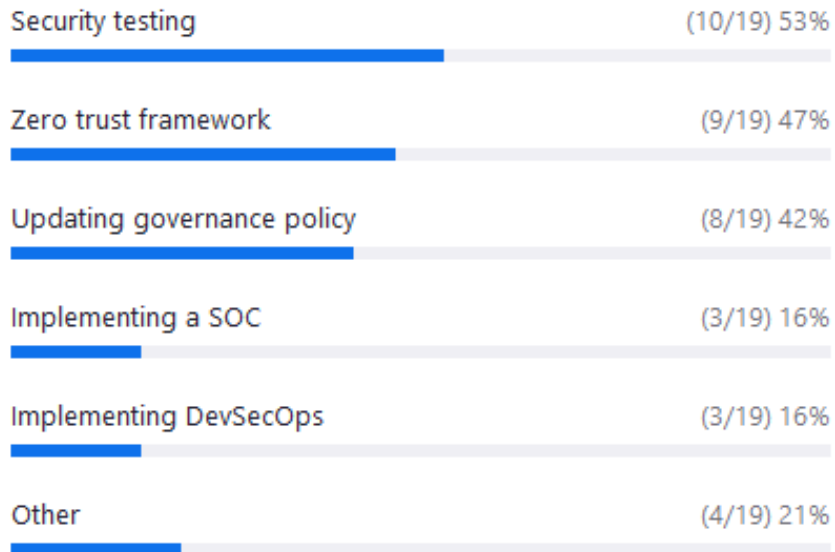 Security testing (10/19) 53%
Zero trust framework (9/19) 47%
Updating governance policy (8/19) 42%
Implementing a SOC (3/19) 16%
Implementing DevSecOps (3/19) 16%
Other (4/19) 21%